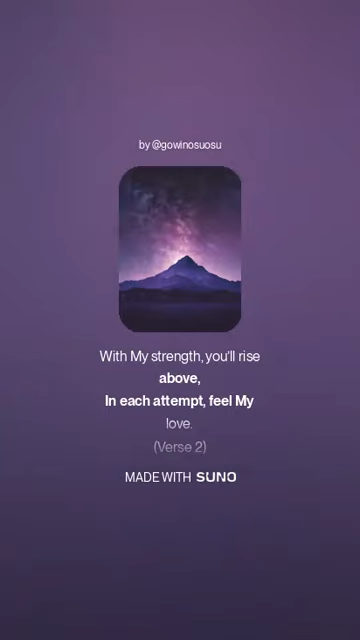 by @gowinosuosu
With My strength, you'll rise
above,
In each attempt, feel My
love.
(Verse 2)
MADE WITH SUNO